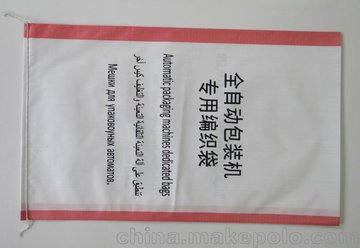 全自动包装机
专用编织袋
Automatic packaging machines dedicated bags
Мешки для упаковочных автоматов.
china.makepolo.com